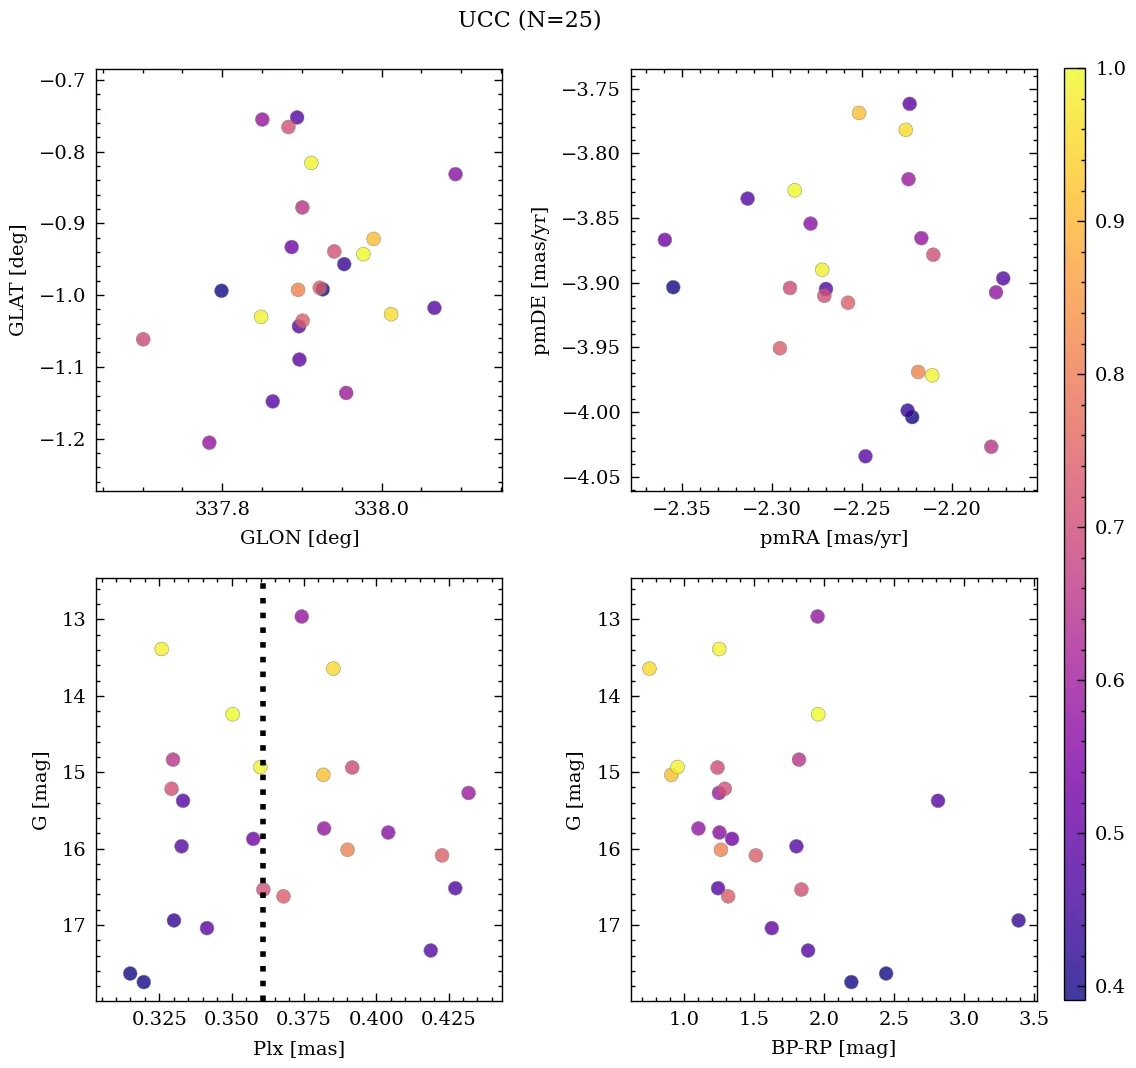 UCC (N=25)
−0.7
−0.8
−0.9
−1.0
−1.1
−1.2
GLAT [deg]
337.8 338.0
GLON [deg]
−3.75
−3.80
−3.85
−3.90
−3.95
−4.00
−4.05
pmDE [mas/yr]
−2.35 −2.30 −2.25 −2.20
pmRA [mas/yr]
13
14
15
16
17
G [mag]
0.325 0.350 0.375 0.400 0.425
Plx [mas]
13
14
15
16
17
G [mag]
1.0 1.5 2.0 2.5 3.0 3.5
BP-RP [mag]
1.0
0.9
0.8
0.7
0.6
0.5
0.4